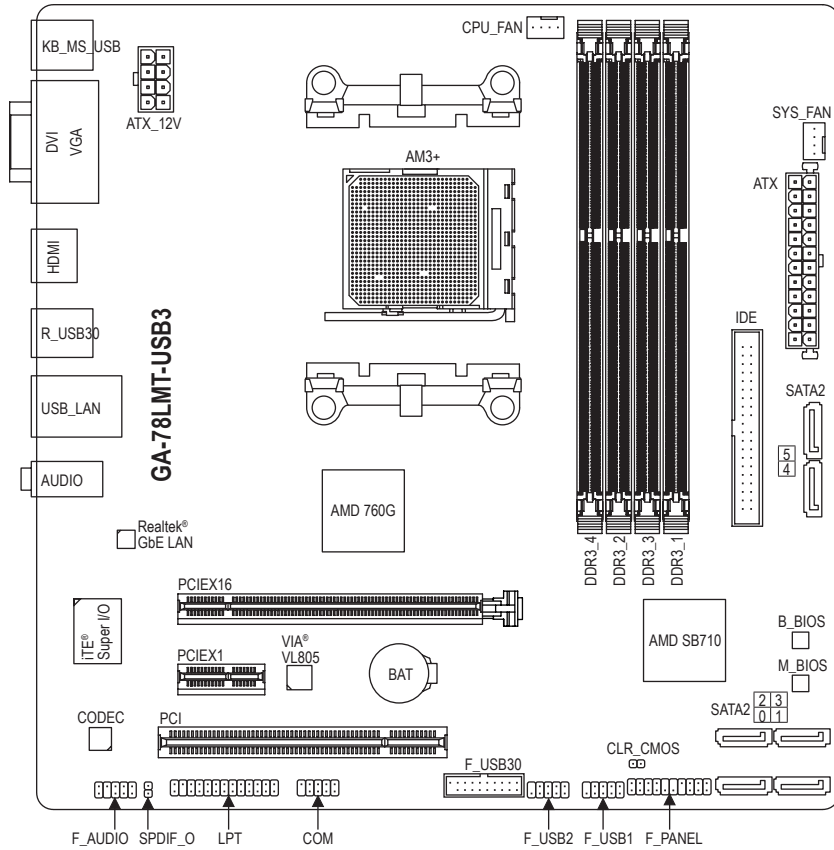 KB_MS_USB
CPU_FAN
ATX_12V
SYS_FAN
DVI
VGA
AM3+
ATX
HDMI
R_USB30
IDE
GA-78LMT-USB3
USB_LAN
SATA2
5
4
AUDIO
AMD 760G
Realtek®
GbE LAN
DDR3_4
DDR3_2
DDR3_3
DDR3_1
PCIEX16
iTE®
Super I/O
VIA®
VL805
PCIEX1
BAT
AMD SB710
B_BIOS
M_BIOS
SATA2
2 3
0 1
CODEC
PCI
CLR_CMOS
F_USB30
F_AUDIO
SPDIF_O
LPT
COM
F_USB2
F_USB1
F_PANEL